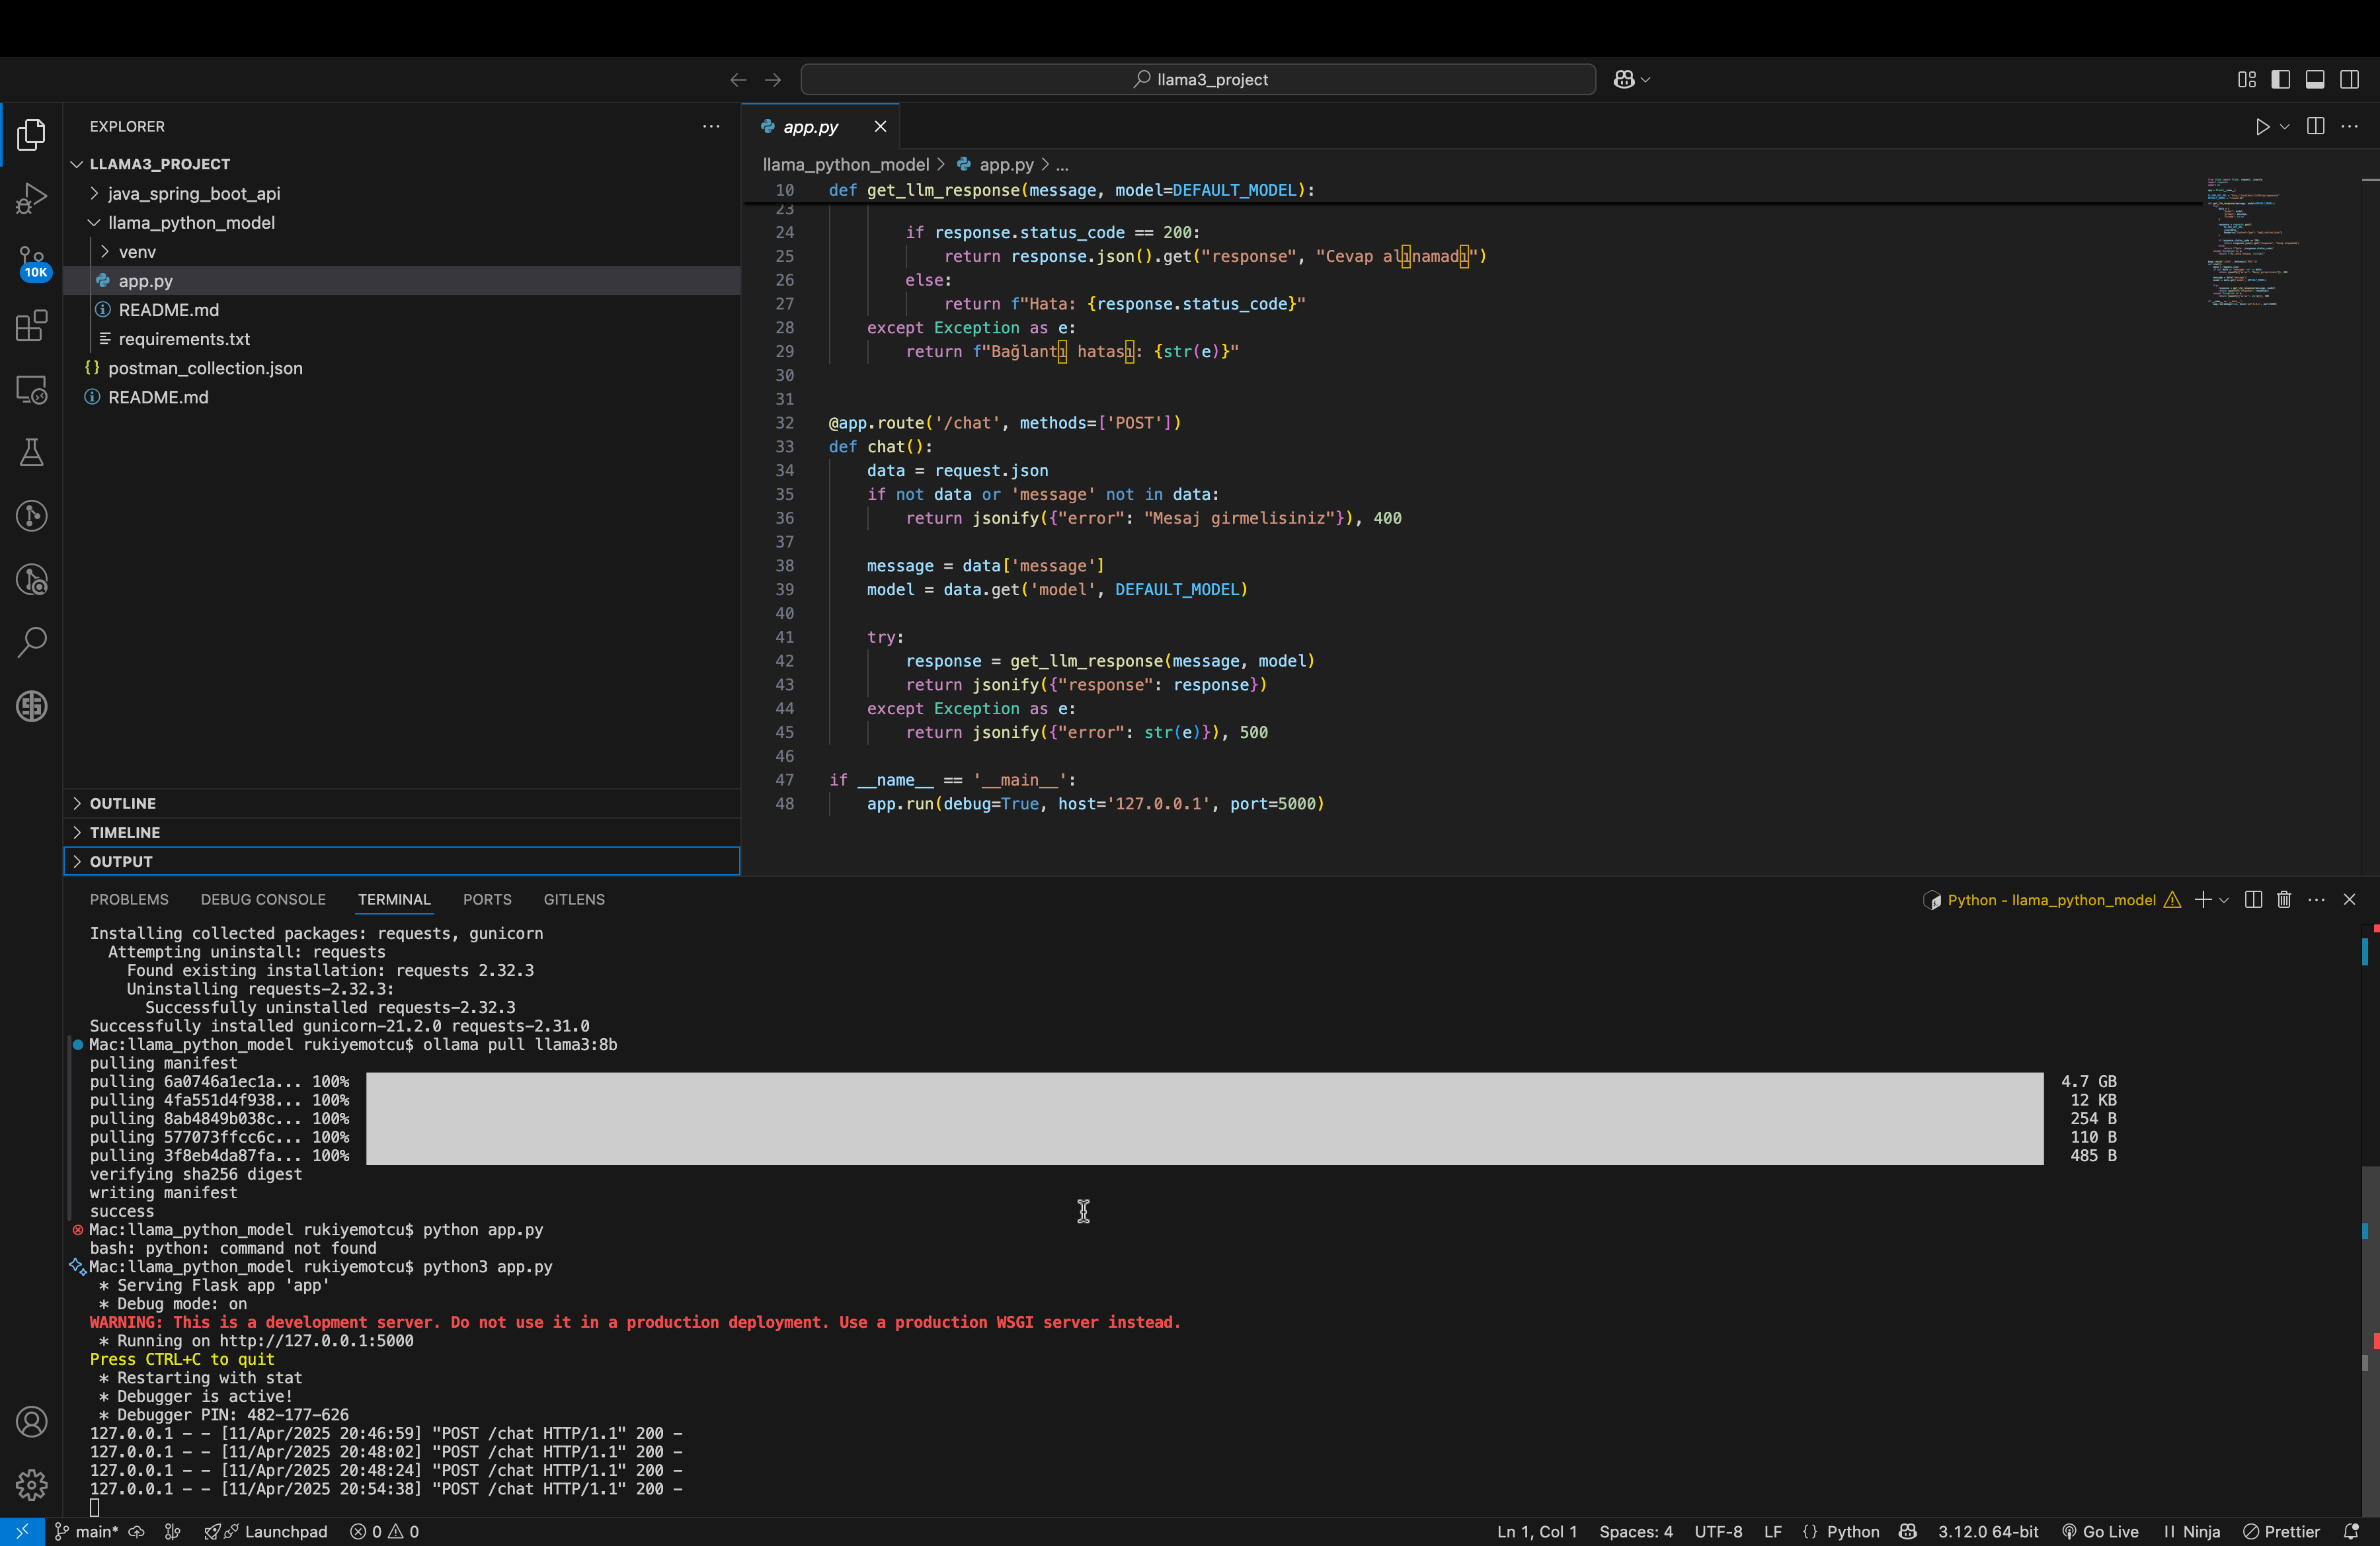 llama3_project
EXPLORER
LLAMA3_PROJECT
java_spring_boot_api
llama_python_model
venv
app.py
README.md
requirements.txt
postman_collection.json
README.md
OUTLINE
TIMELINE
OUTPUT
10K
app.py
llama_python_model > app.py > ...
10 def get_llm_response(message, model=DEFAULT_MODEL):
23
24 if response.status_code == 200:
25 return response.json().get("response", "Cevap alınamadı")
26 else:
27 return f"Hata: {response.status_code}"
28 except Exception as e:
29 return f"Bağlantı hatası: {str(e)}"
30
31
32 @app.route('/chat', methods=['POST'])
33 def chat():
34 data = request.json
35 if not data or 'message' not in data:
36 return jsonify({"error": "Mesaj girmelisiniz"}), 400
37
38 message = data['message']
39 model = data.get('model', DEFAULT_MODEL)
40
41 try:
42 response = get_llm_response(message, model)
43 return jsonify({"response": response})
44 except Exception as e:
45 return jsonify({"error": str(e)}), 500
46
47 if __name__ == '__main__':
48 app.run(debug=True, host='127.0.0.1', port=5000)
PROBLEMS DEBUG CONSOLE TERMINAL PORTS GITLENS
Python - llama_python_model
Installing collected packages: requests, gunicorn
Attempting uninstall: requests
Found existing installation: requests 2.32.3
Uninstalling requests-2.32.3:
Successfully uninstalled requests-2.32.3
Successfully installed gunicorn-21.2.0 requests-2.31.0
Mac:llama_python_model rukiyemotcu$ ollama pull llama3:8b
pulling manifest
pulling 6a0746a1ec1a... 100% 4.7 GB
pulling 4fa551d4f938... 100% 12 KB
pulling 8ab4849b038c... 100% 254 B
pulling 577073ffcc6c... 100% 110 B
pulling 3f8eb4da87fa... 100% 485 B
verifying sha256 digest
writing manifest
success
Mac:llama_python_model rukiyemotcu$ python app.py
bash: python: command not found
Mac:llama_python_model rukiyemotcu$ python3 app.py
* Serving Flask app 'app'
* Debug mode: on
WARNING: This is a development server. Do not use it in a production deployment. Use a production WSGI server instead.
* Running on http://127.0.0.1:5000
Press CTRL+C to quit
* Restarting with stat
* Debugger is active!
* Debugger PIN: 482-177-626
127.0.0.1 - - [11/Apr/2025 20:46:59] "POST /chat HTTP/1.1" 200 -
127.0.0.1 - - [11/Apr/2025 20:48:02] "POST /chat HTTP/1.1" 200 -
127.0.0.1 - - [11/Apr/2025 20:48:24] "POST /chat HTTP/1.1" 200 -
127.0.0.1 - - [11/Apr/2025 20:54:38] "POST /chat HTTP/1.1" 200 -
main* Launchpad 0 0 Ln 1, Col 1 Spaces: 4 UTF-8 LF {} Python 3.12.0 64-bit Go Live Ninja Prettier